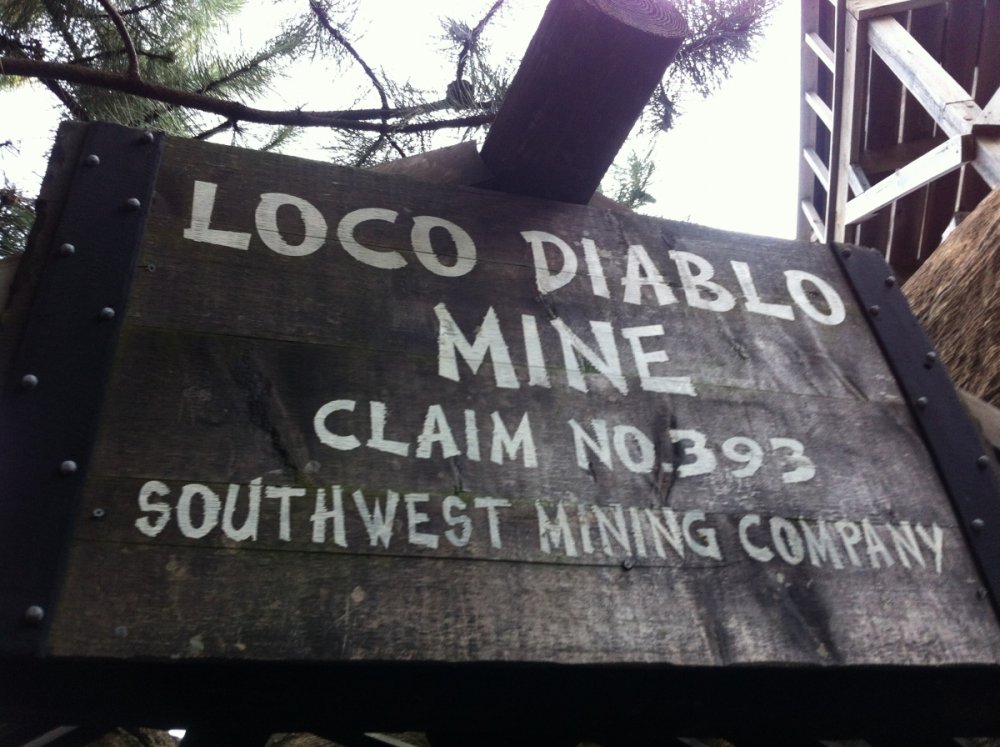 LOCO DIABLO
MINE
CLAIM NO.393
SOUTHWEST MINING COMPANY